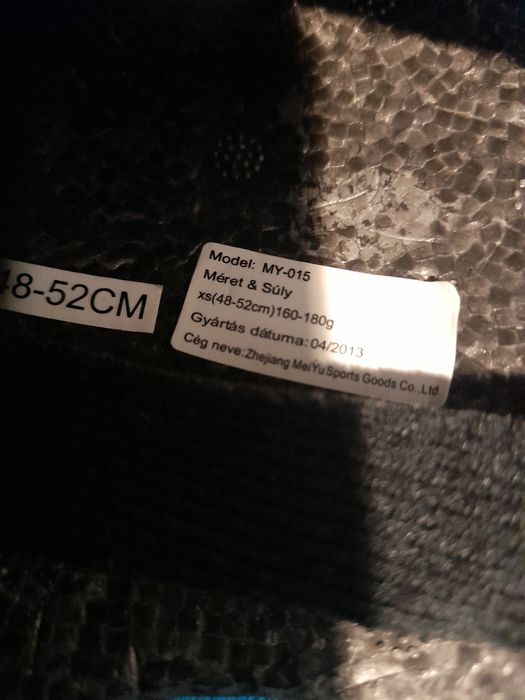 48-52CM
Model: MY-015
Méret & Súly
xs(48-52cm)160-180g
Gyártás dátuma:04/2013
Cég neve:Zhejiang MeiYu Sports Goods Co.,Ltd